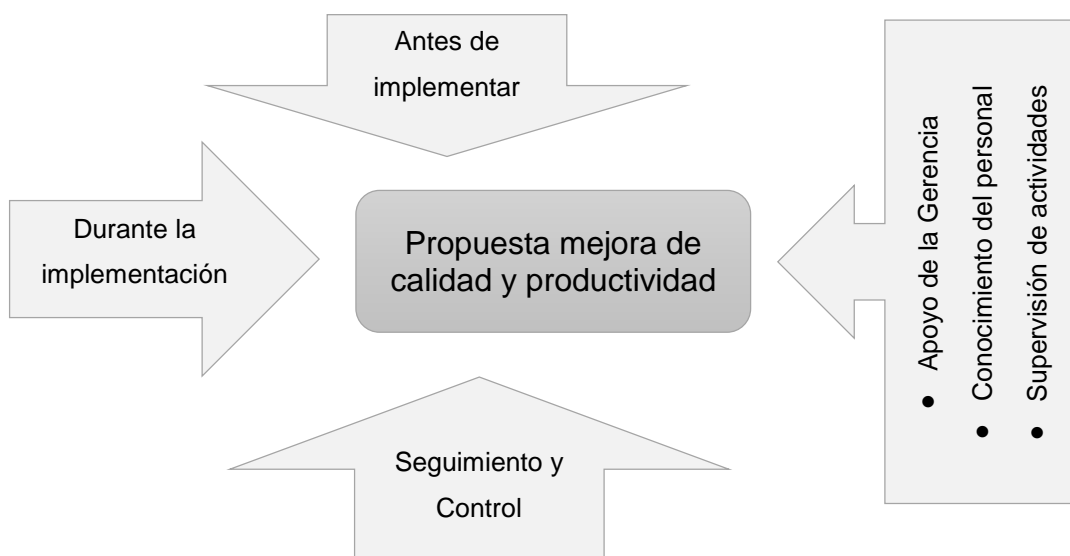 Antes de
implementar
Durante la
implementación
Propuesta mejora de
calidad y productividad
● Apoyo de la Gerencia
● Conocimiento del personal
● Supervisión de actividades
Seguimiento y
Control